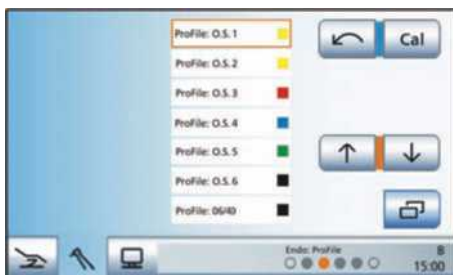 ProFile: O.S. 1
ProFile: O.S. 2
ProFile: O.S. 3
ProFile: O.S. 4
ProFile: O.S. 5
ProFile: O.S. 6
ProFile: 06/40
Cal
Endo: ProFile
8
15:00